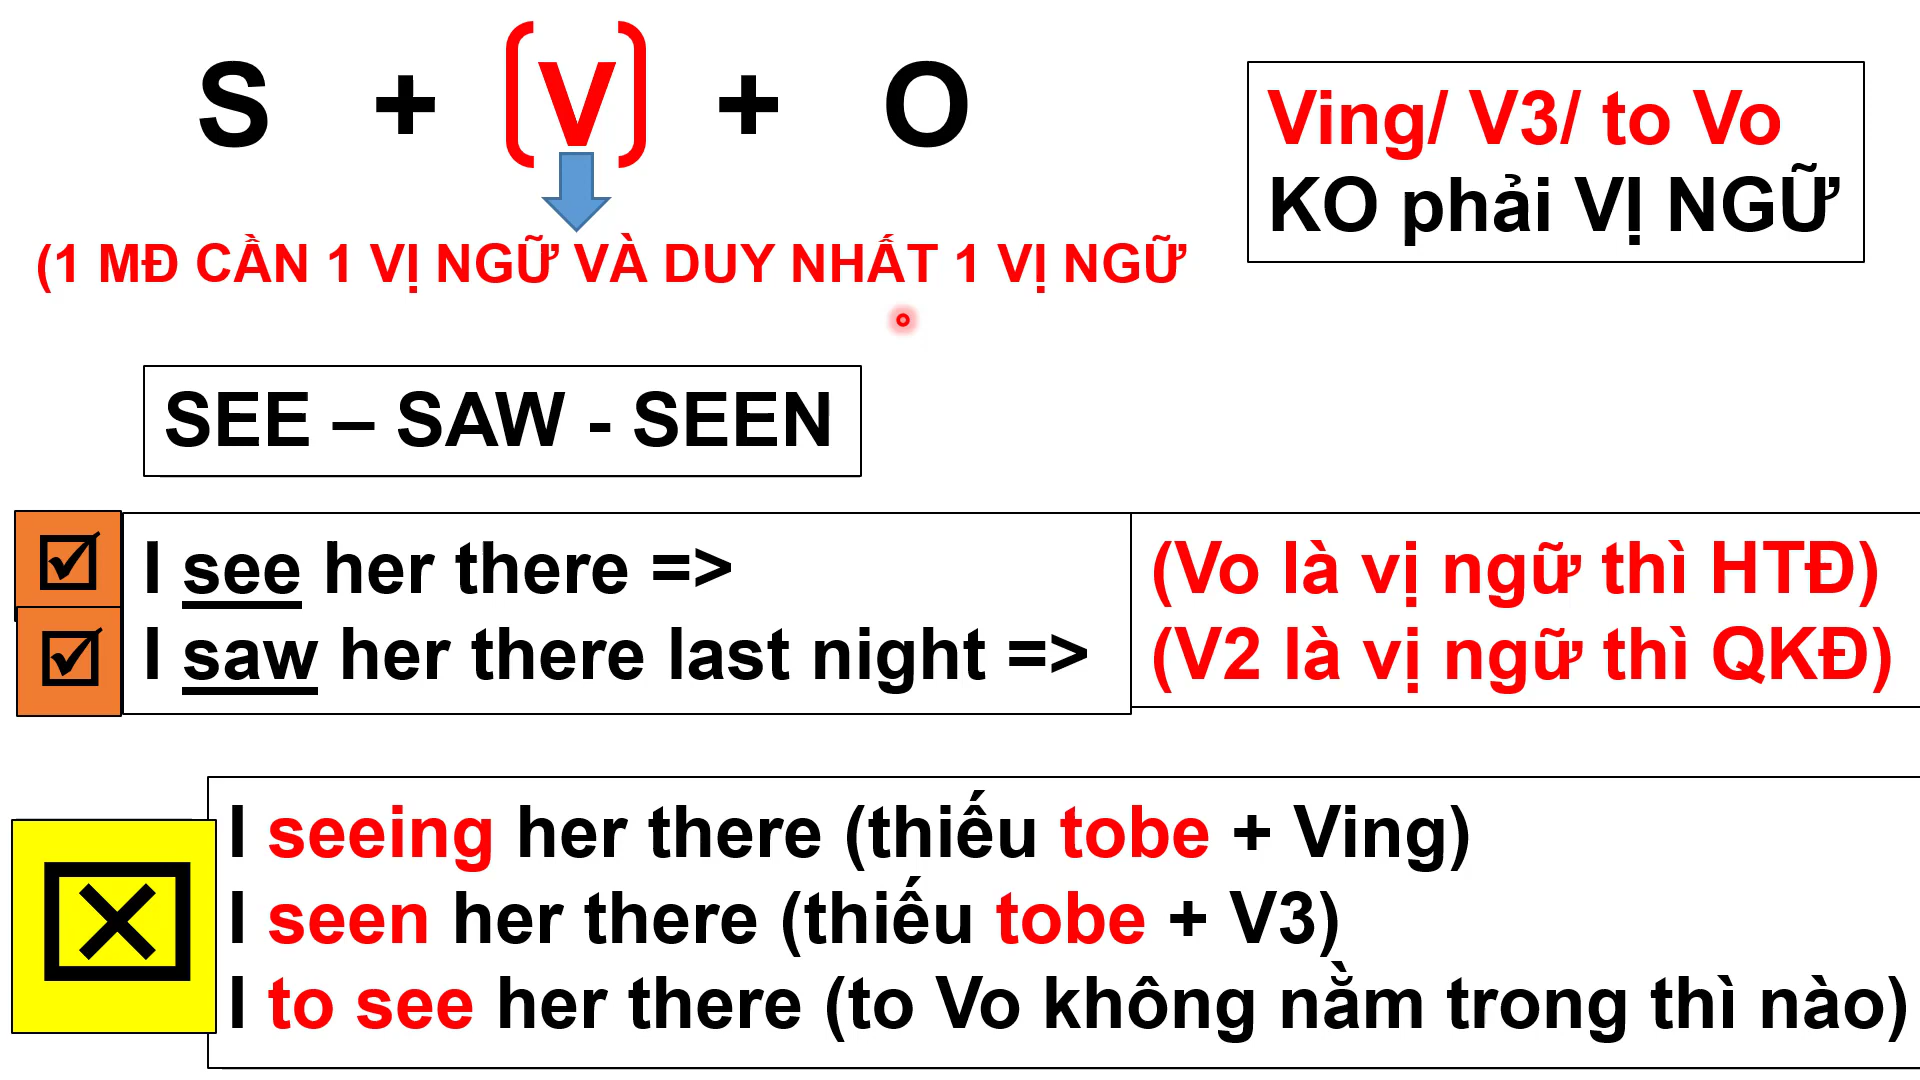 S + (V) + O
(1 MĐ CẦN 1 VỊ NGỮ VÀ DUY NHẤT 1 VỊ NGỮ
Ving/ V3/ to Vo
KO phải VỊ NGỮ
SEE – SAW - SEEN
I see her there => (Vo là vị ngữ thì HTĐ)
I saw her there last night => (V2 là vị ngữ thì QKĐ)
I seeing her there (thiếu tobe + Ving)
I seen her there (thiếu tobe + V3)
I to see her there (to Vo không nằm trong thì nào)